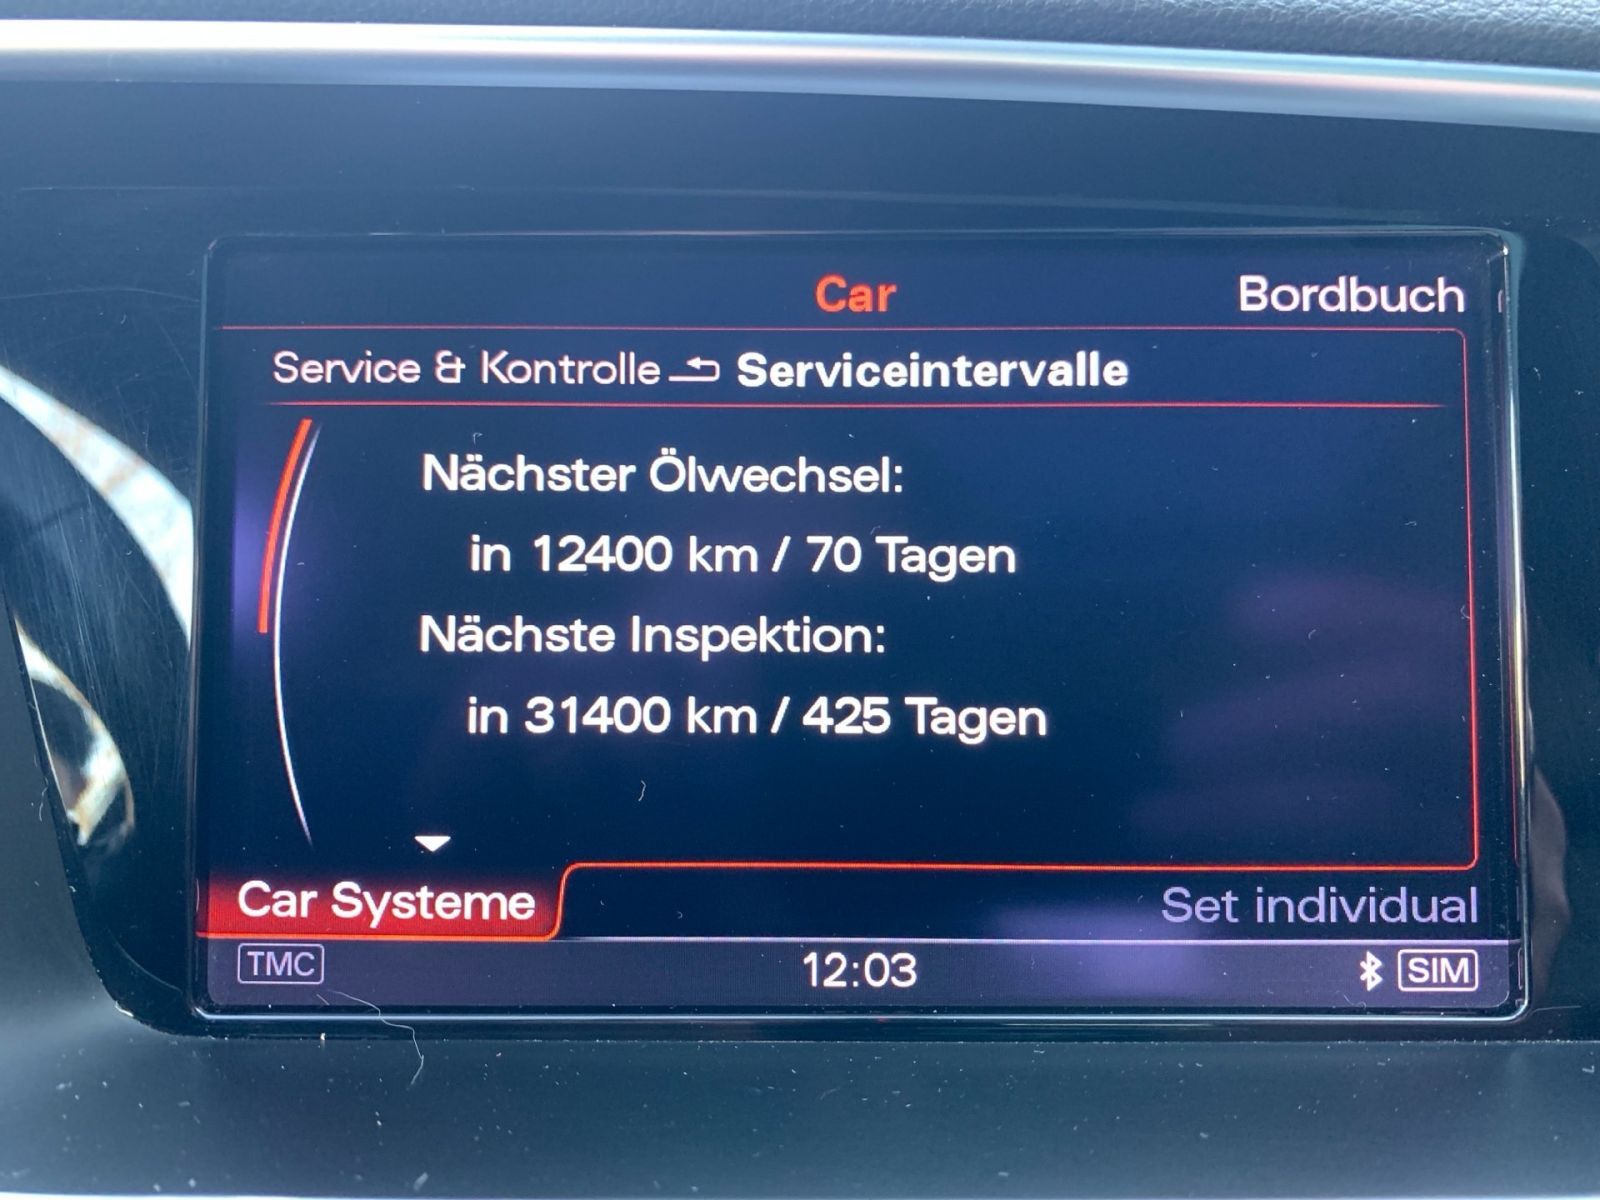 Car Bordbuch
Service & Kontrolle Serviceintervalle
Nächster Ölwechsel:
in 12400 km / 70 Tagen
Nächste Inspektion:
in 31400 km / 425 Tagen
Car Systeme Set individual
TMC 12:03 SIM